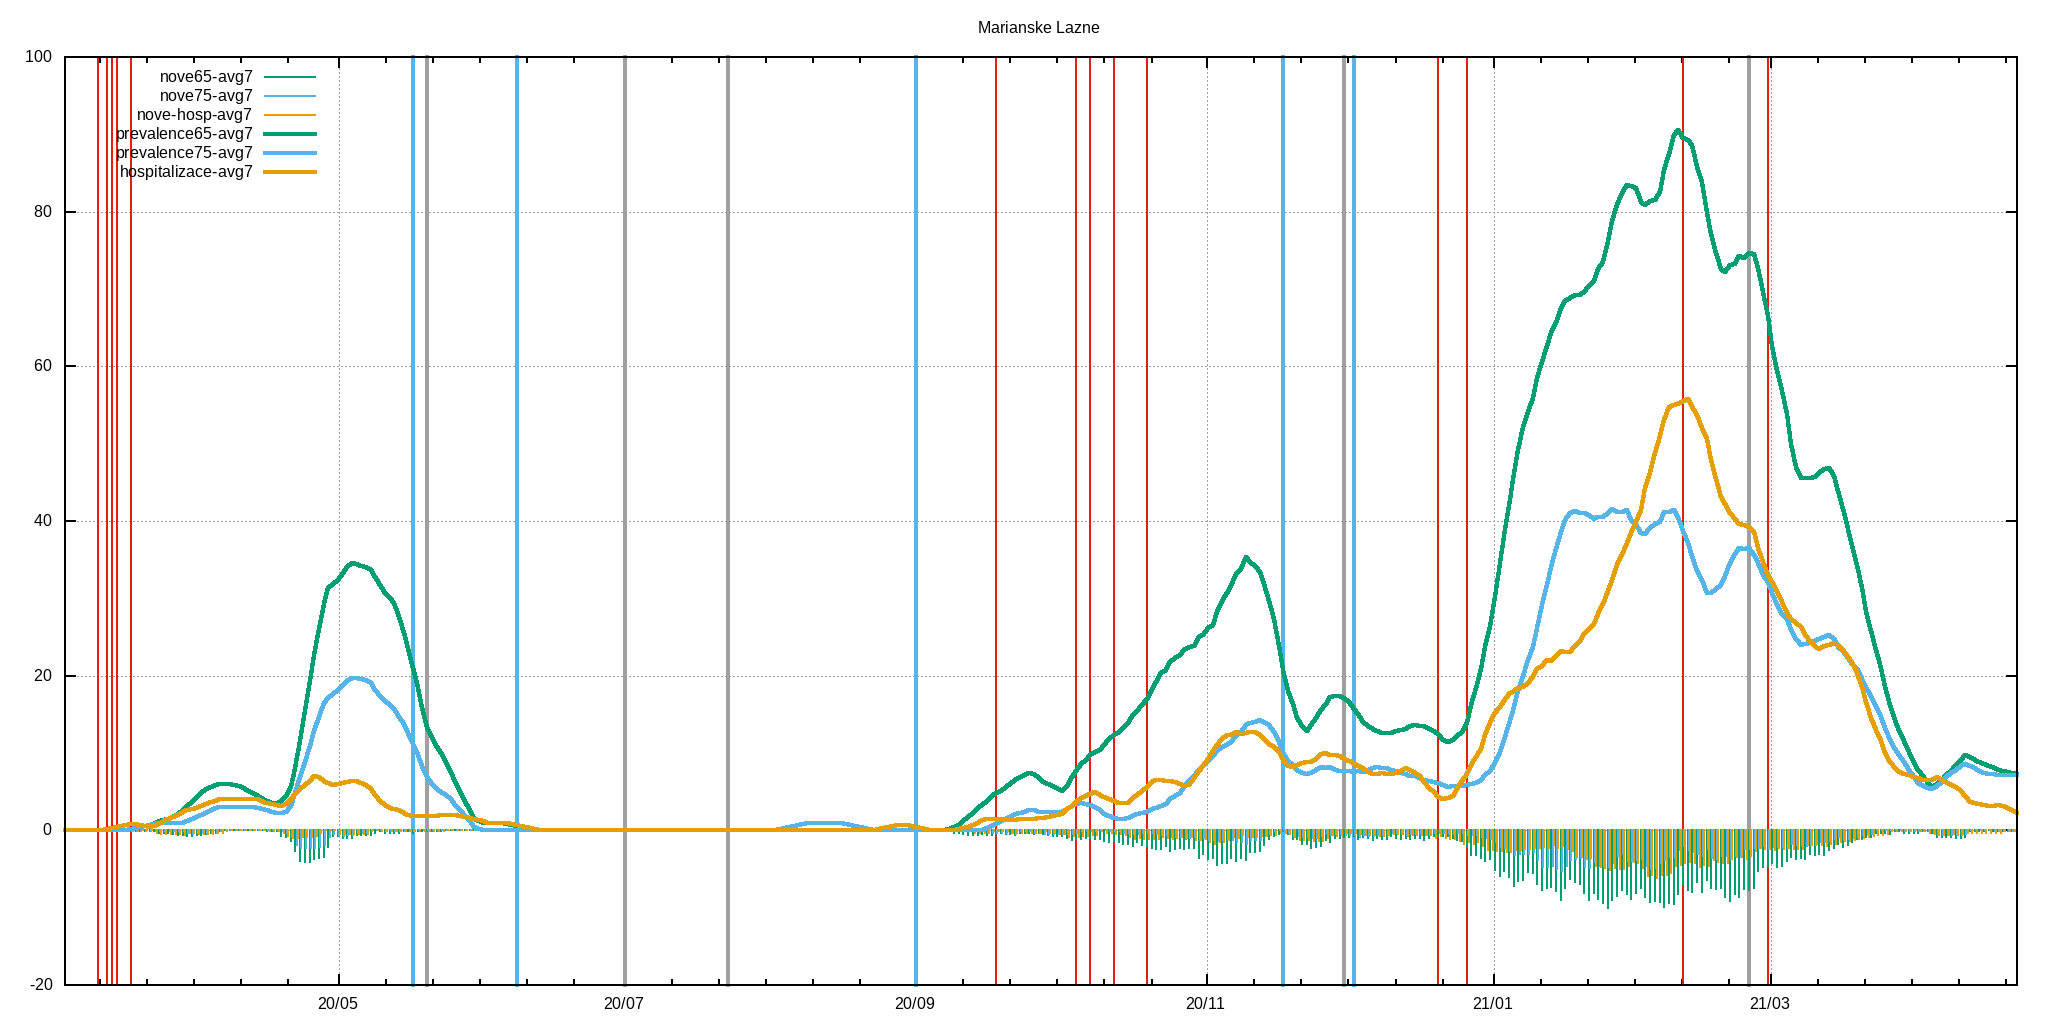 Marianske Lazne
100
nove65-avg7
nove75-avg7
nove-hosp-avg7
prevalence65-avg7
prevalence75-avg7
hospitalizace-avg7
80
60
40
20
0
-20
20/05
20/07
20/09
20/11
21/01
21/03